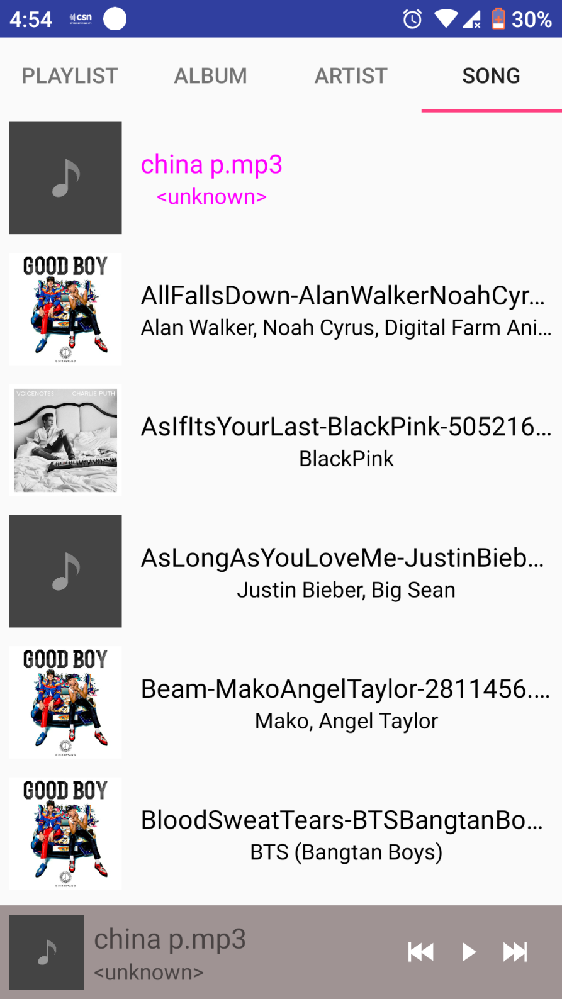 4:54 csn 30%
PLAYLIST ALBUM ARTIST SONG
china p.mp3
<unknown>
GOOD BOY
AllFallsDown-AlanWalkerNoahCyr...
Alan Walker, Noah Cyrus, Digital Farm Ani...
VOICENOTES CHARLIE PUTH
AsIfItsYourLast-BlackPink-505216...
BlackPink
AsLongAsYouLoveMe-JustinBieb...
Justin Bieber, Big Sean
GOOD BOY
Beam-MakoAngelTaylor-2811456....
Mako, Angel Taylor
GOOD BOY
BloodSweatTears-BTSBangtanBo...
BTS (Bangtan Boys)
china p.mp3
<unknown>